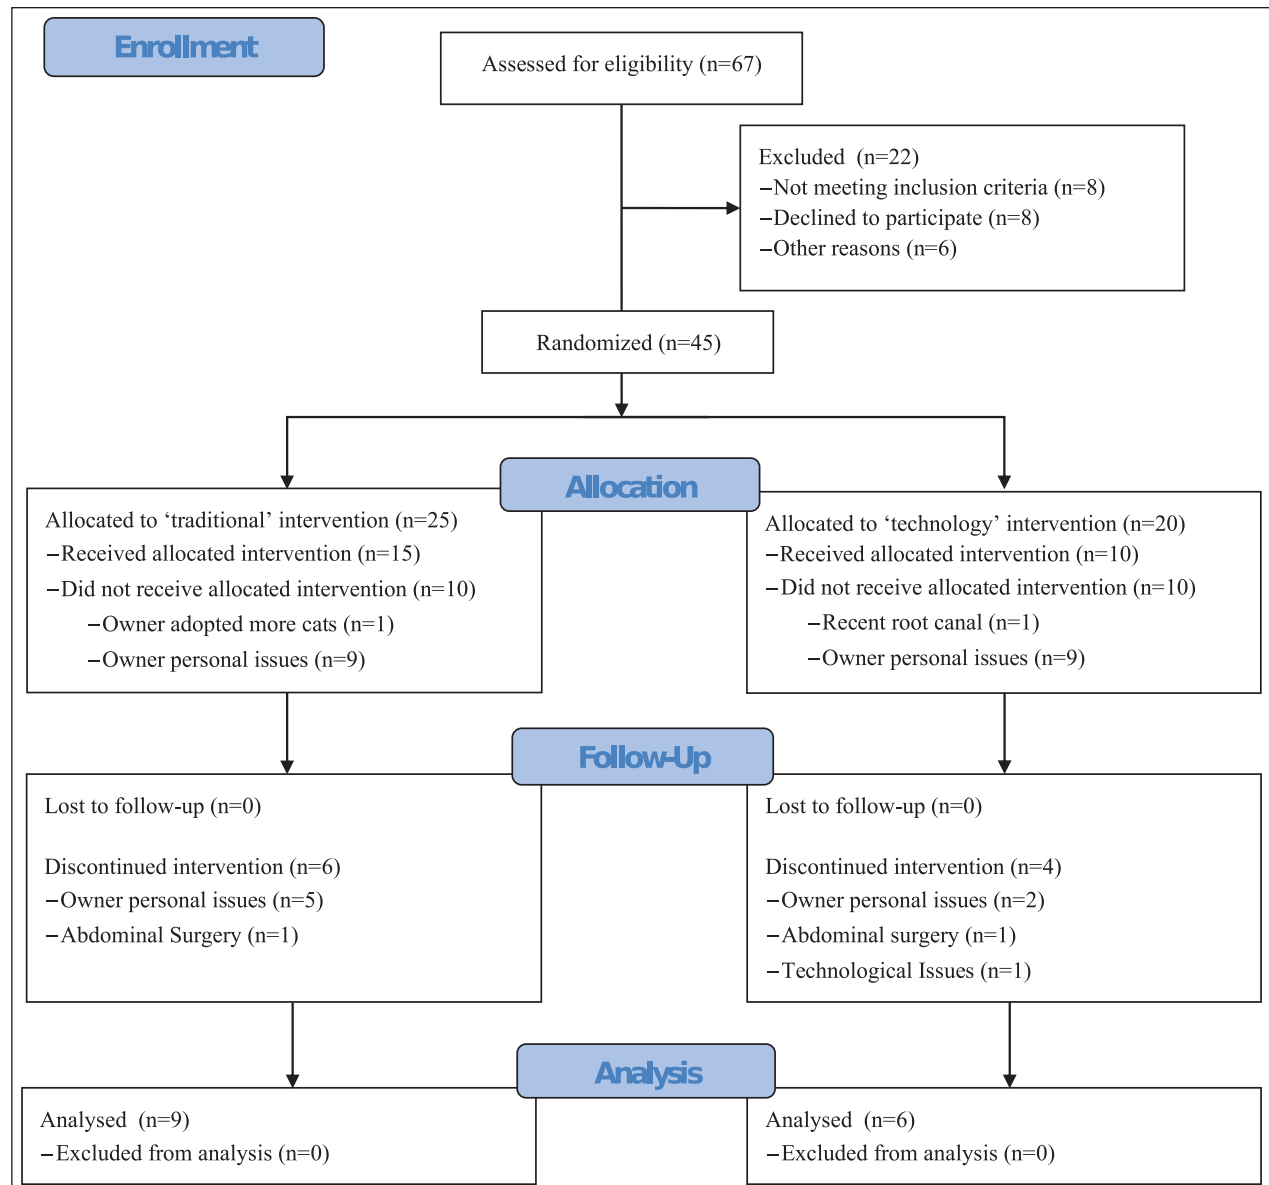 Enrollment
Assessed for eligibility (n=67)
Excluded (n=22)
–Not meeting inclusion criteria (n=8)
–Declined to participate (n=8)
–Other reasons (n=6)
Randomized (n=45)
Allocation
Allocated to ‘traditional’ intervention (n=25)
–Received allocated intervention (n=15)
–Did not receive allocated intervention (n=10)
–Owner adopted more cats (n=1)
–Owner personal issues (n=9)
Allocated to ‘technology’ intervention (n=20)
–Received allocated intervention (n=10)
–Did not receive allocated intervention (n=10)
–Recent root canal (n=1)
–Owner personal issues (n=9)
Follow-Up
Lost to follow-up (n=0)
Discontinued intervention (n=6)
–Owner personal issues (n=5)
–Abdominal Surgery (n=1)
Lost to follow-up (n=0)
Discontinued intervention (n=4)
–Owner personal issues (n=2)
–Abdominal surgery (n=1)
–Technological Issues (n=1)
Analysis
Analysed (n=9)
–Excluded from analysis (n=0)
Analysed (n=6)
–Excluded from analysis (n=0)